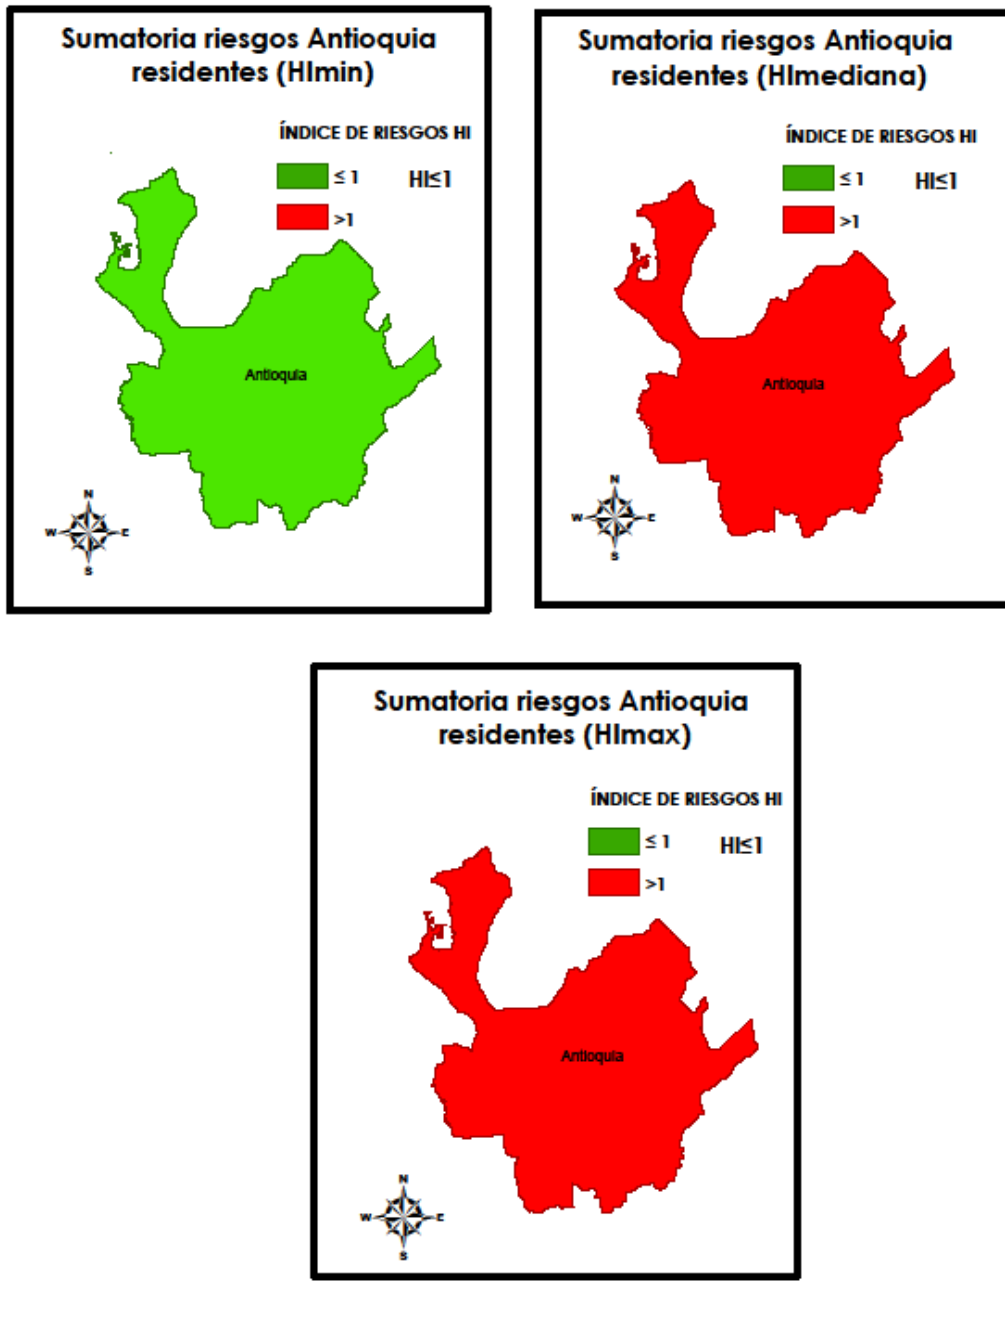 Sumatoria riesgos Antioquia
residentes (HImin)
ÍNDICE DE RIESGOS HI
≤ 1 HI≤1
>1
Antioquia
N
W E
S
Sumatoria riesgos Antioquia
residentes (HImediana)
ÍNDICE DE RIESGOS HI
≤ 1 HI≤1
>1
Antioquia
N
W E
S
Sumatoria riesgos Antioquia
residentes (HImax)
ÍNDICE DE RIESGOS HI
≤ 1 HI≤1
>1
Antioquia
N
W E
S